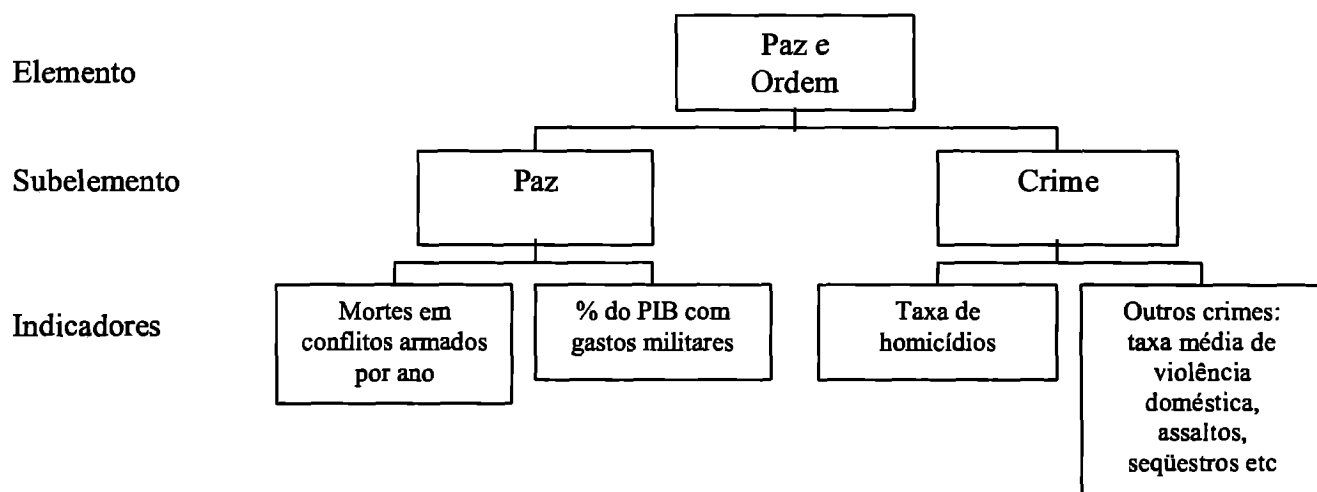 Elemento
Paz e
Ordem
Subelemento
Paz
Crime
Indicadores
Mortes em
conflitos armados
por ano
% do PIB com
gastos militares
Taxa de
homicídios
Outros crimes:
taxa média de
violência
doméstica,
assaltos,
seqüestros etc